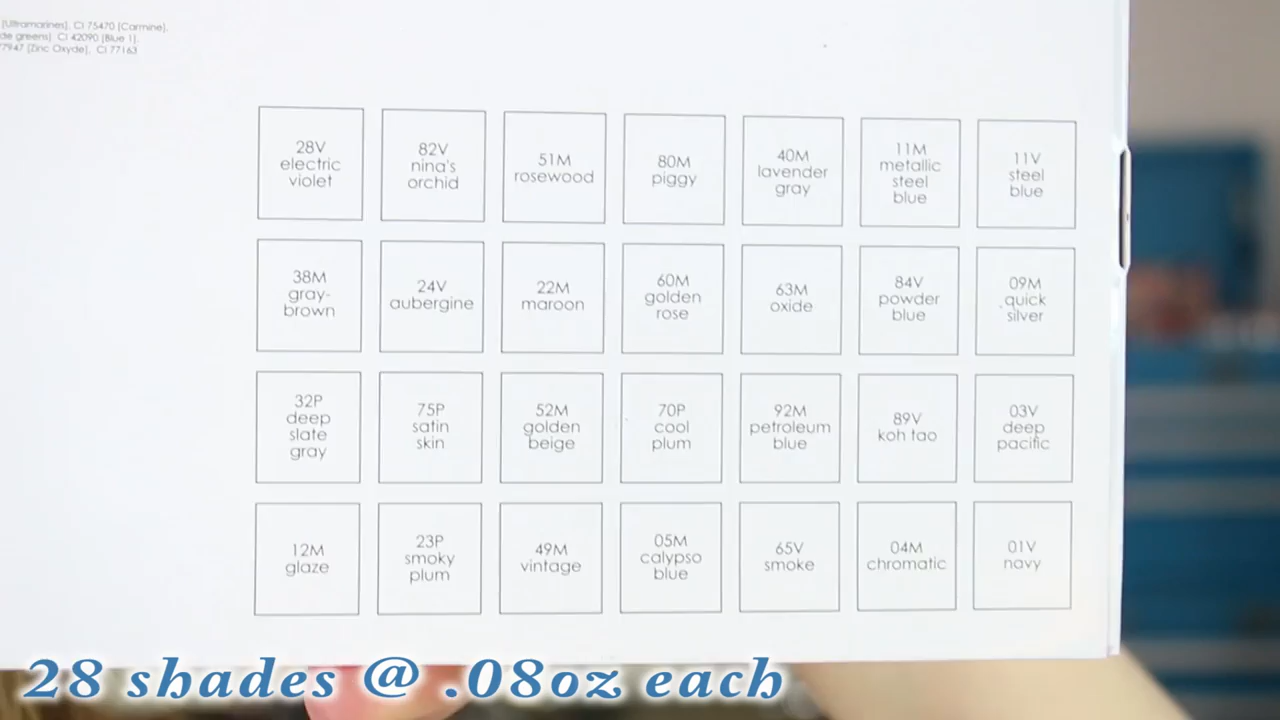 [Ultramarines], CI 75470 [Carmine],
de greens] CI 42090 [Blue 1],
77947 [Zinc Oxyde], CI 77163
28V
electric
violet
82V
nina's
orchid
51M
rosewood
80M
piggy
40M
lavender
gray
11M
metallic
steel
blue
11V
steel
blue
38M
gray-
brown
24V
aubergine
22M
maroon
60M
golden
rose
63M
oxide
84V
powder
blue
09M
quick
silver
32P
deep
slate
gray
75P
satin
skin
52M
golden
beige
70P
cool
plum
92M
petroleum
blue
89V
koh tao
03V
deep
pacific
12M
glaze
23P
smoky
plum
49M
vintage
05M
calypso
blue
65V
smoke
04M
chromatic
01V
navy
28 shades @ .08oz each